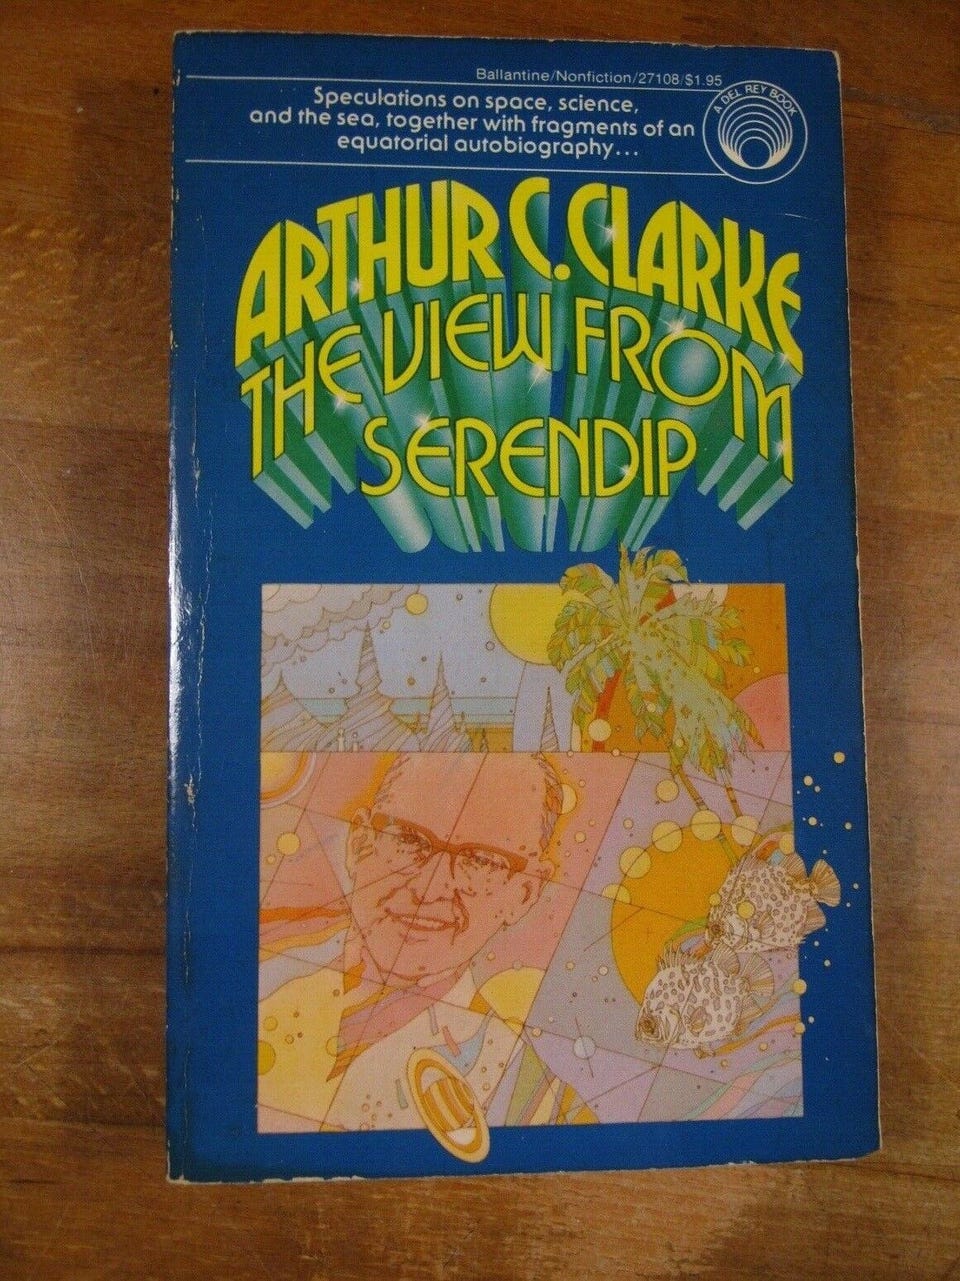 Ballantine/Nonfiction/27108/$1.95
Speculations on space, science,
and the sea, together with fragments of an
equatorial autobiography...
A DEL REY BOOK
ARTHUR C. CLARKE
THE VIEW FROM
SERENDIP